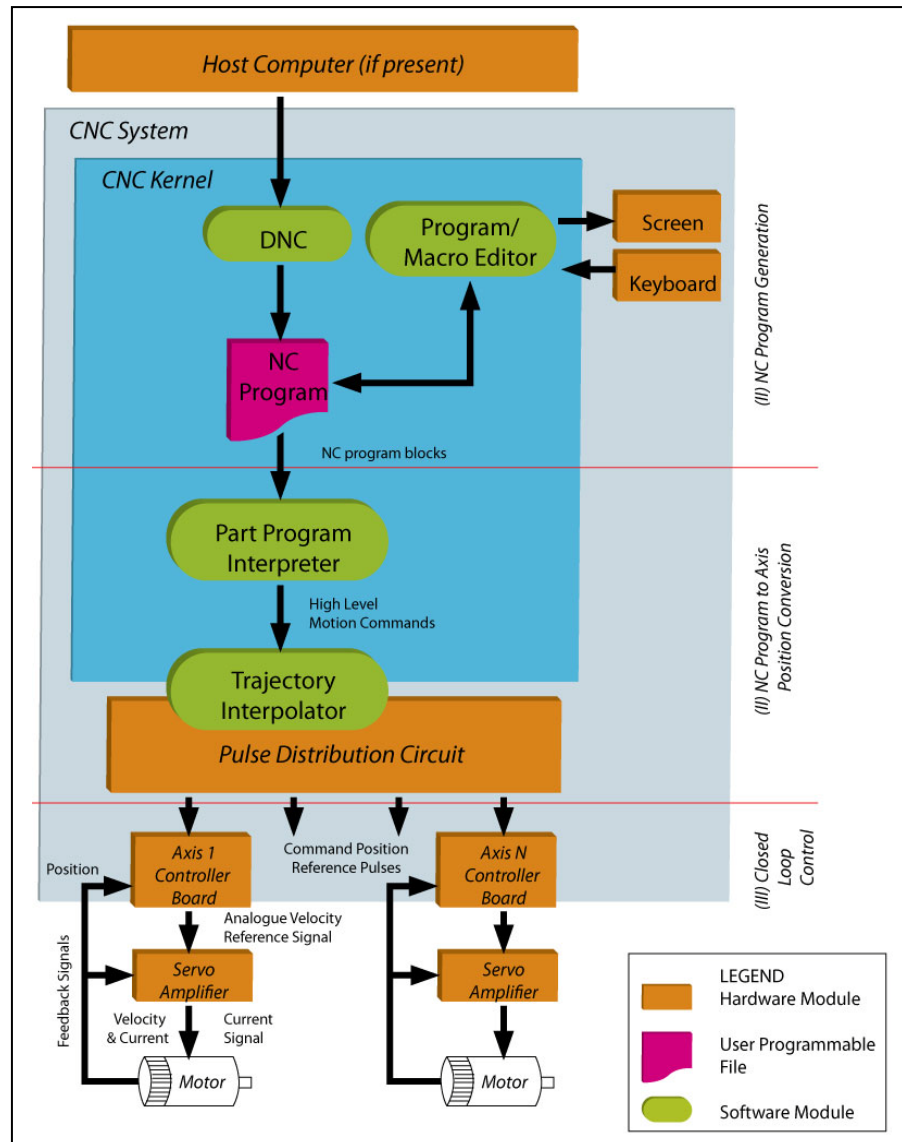 Host Computer (if present)
CNC System
CNC Kernel
DNC
Program/
Macro Editor
Screen
Keyboard
NC
Program
(II) NC Program Generation
NC program blocks
Part Program
Interpreter
High Level
Motion Commands
Trajectory
Interpolator
Pulse Distribution Circuit
(II) NC Program to Axis
Position Conversion
Axis 1
Controller
Board
Command Position
Reference Pulses
Axis N
Controller
Board
(III) Closed
Loop
Control
Position
Analogue Velocity
Reference Signal
Feedback Signals
Servo
Amplifier
Servo
Amplifier
Velocity
& Current
Current
Signal
Motor
Motor
LEGEND
Hardware Module
User Programmable
File
Software Module